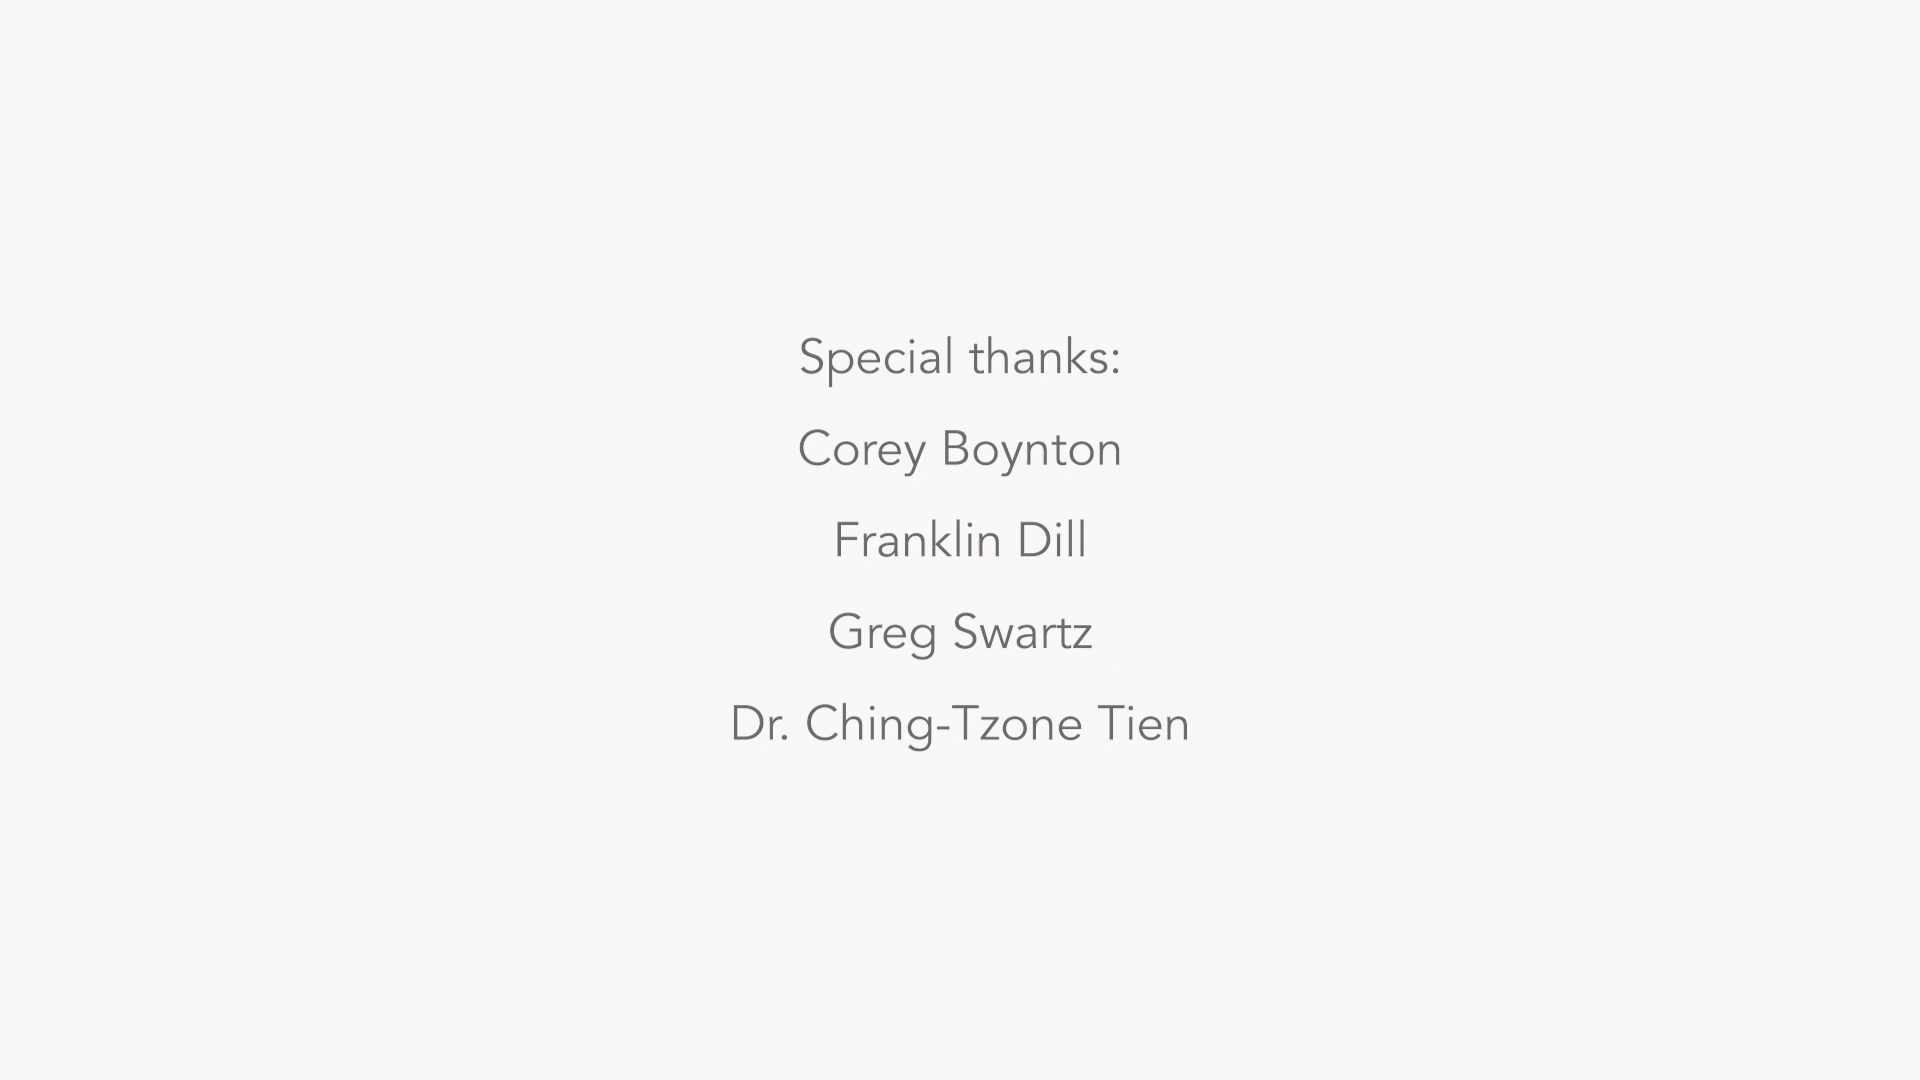 Special thanks:
Corey Boynton
Franklin Dill
Greg Swartz
Dr. Ching-Tzone Tien